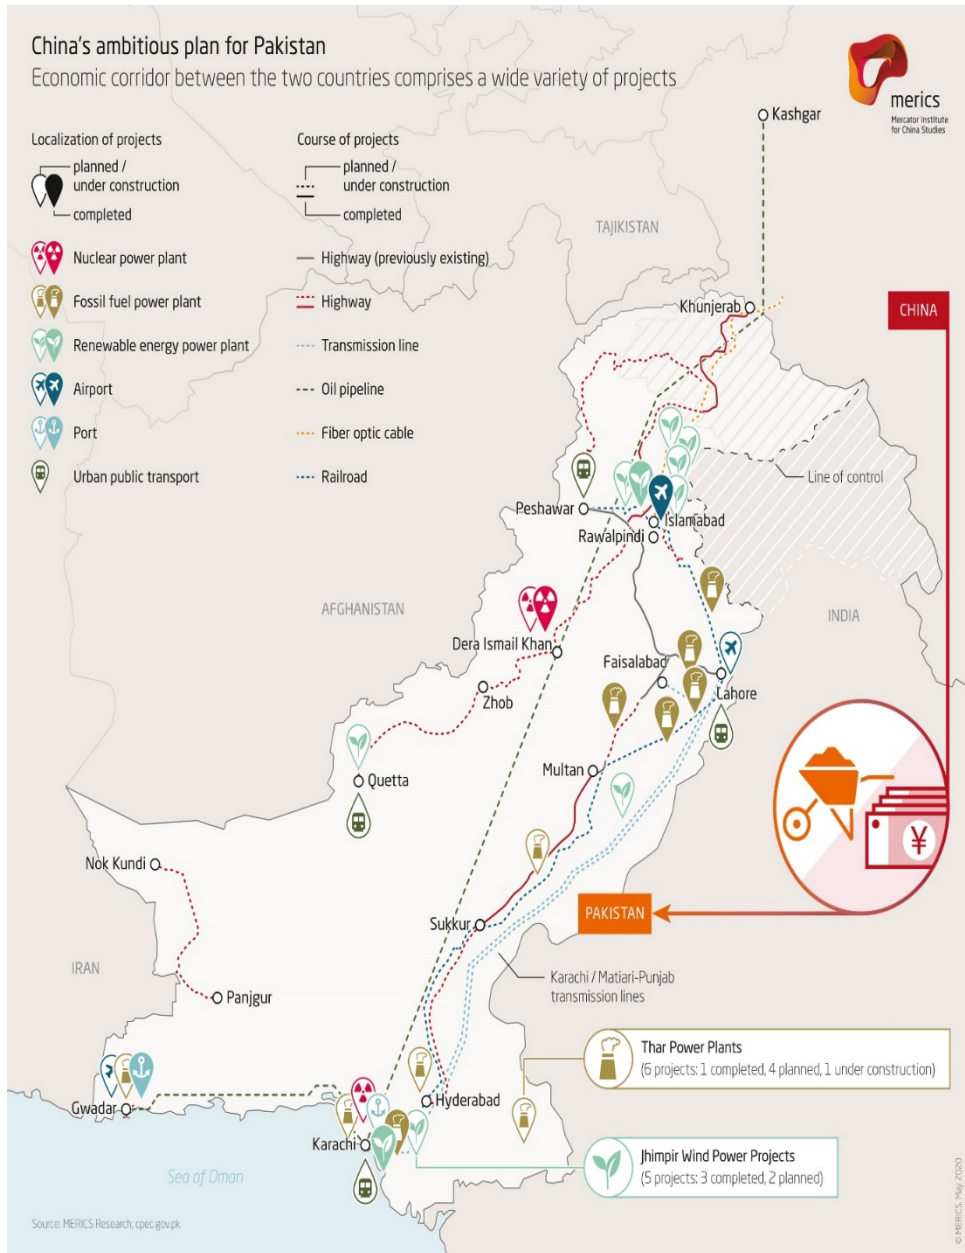 China's ambitious plan for Pakistan
Economic corridor between the two countries comprises a wide variety of projects
merics
Mercator Institute
for China Studies
Localization of projects
planned /
under construction
completed
Nuclear power plant
Fossil fuel power plant
Renewable energy power plant
Airport
Port
Urban public transport
Course of projects
planned /
under construction
completed
Highway (previously existing)
Highway
Transmission line
Oil pipeline
Fiber optic cable
Railroad
Kashgar
TAJIKISTAN
Khunjerab
CHINA
Line of control
Peshawar
Islamabad
Rawalpindi
AFGHANISTAN
INDIA
Dera Ismail Khan
Faisalabad
Zhob
Lahore
Quetta
Multan
¥
Nok Kundi
PAKISTAN
Sukkur
IRAN
Panjgur
Karachi / Matiari-Punjab
transmission lines
Thar Power Plants
(6 projects: 1 completed, 4 planned, 1 under construction)
Gwadar
Hyderabad
Karachi
Jhimpir Wind Power Projects
(5 projects: 3 completed, 2 planned)
Sea of Oman
Source: MERICS Research; cpec.gov.pk
© MERICS, May 2020